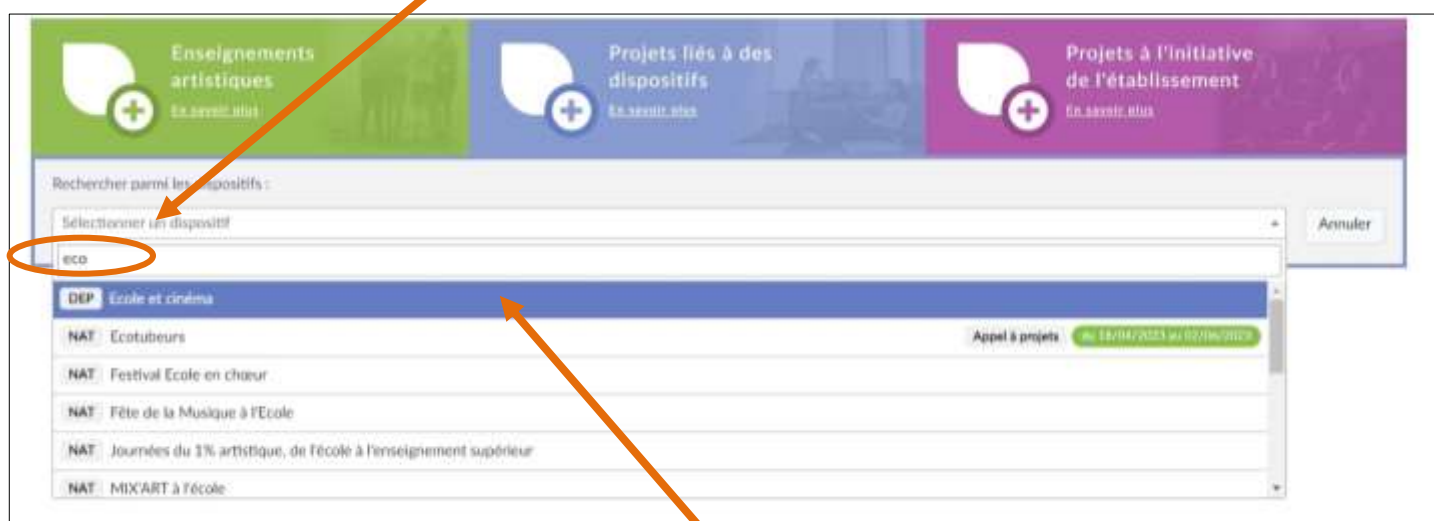 Enseignements
artistiques
En savoir plus
Projets liés à des
dispositifs
En savoir plus
Projets à l'initiative
de l'établissement
En savoir plus
Rechercher parmi les dispositifs :
Sélectionner un dispositif
Annuler
eco
DEP Ecole et cinéma
NAT Ecotubeurs Appel à projets
NAT Festival Ecole en chœur
NAT Fête de la Musique à l'Ecole
NAT Journées du 1% artistique, de l'école à l'enseignement supérieur
NAT MIX'ART à l'école